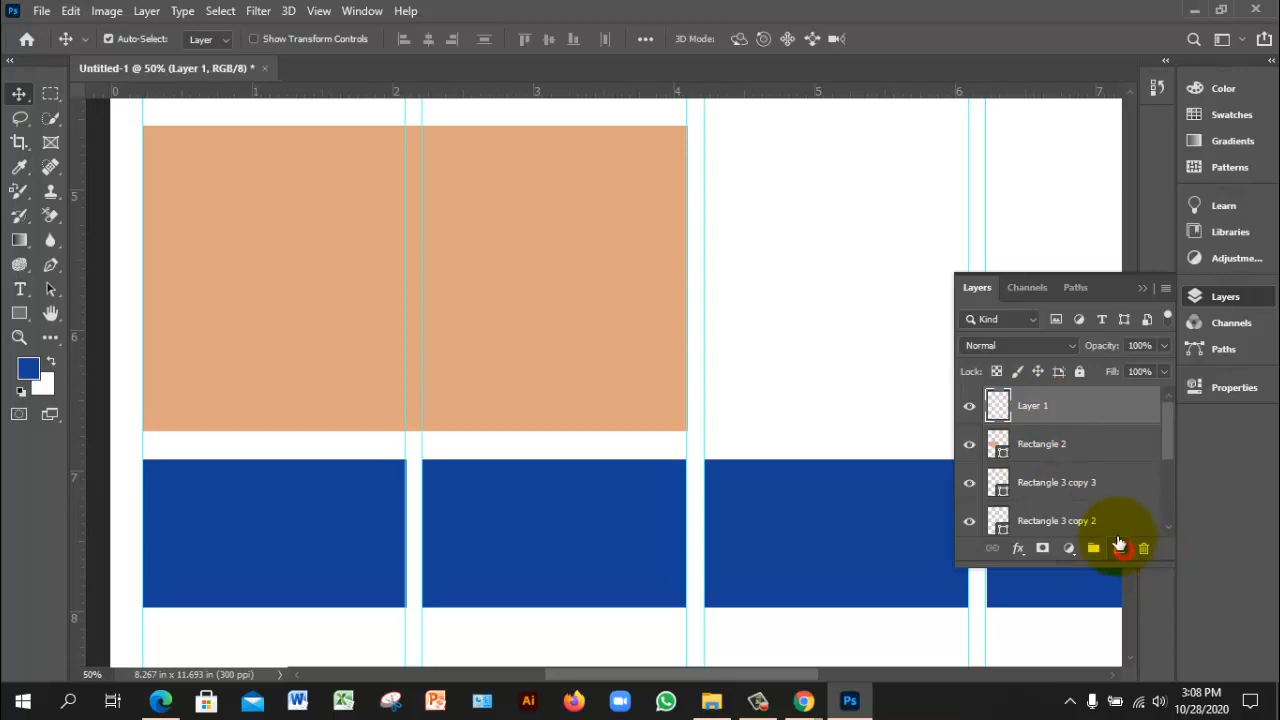 Ps File Edit Image Layer Type Select Filter 3D View Window Help
Auto-Select: Layer Show Transform Controls 3D Mode:
Untitled-1 @ 50% (Layer 1, RGB/8) *
0 1 2 3 4 5 6 7
5
6
7
8
T
Color
Swatches
Gradients
Patterns
Learn
Libraries
Adjustme...
Layers
Channels
Paths
Properties
Layers Channels Paths
Kind T
Normal Opacity: 100%
Lock: Fill: 100%
Layer 1
Rectangle 2
Rectangle 3 copy 3
Rectangle 3 copy 2
fx
50% 8.267 in x 11.693 in (300 ppi)
W X P Ai Ps
3:08 PM
10/28/2020